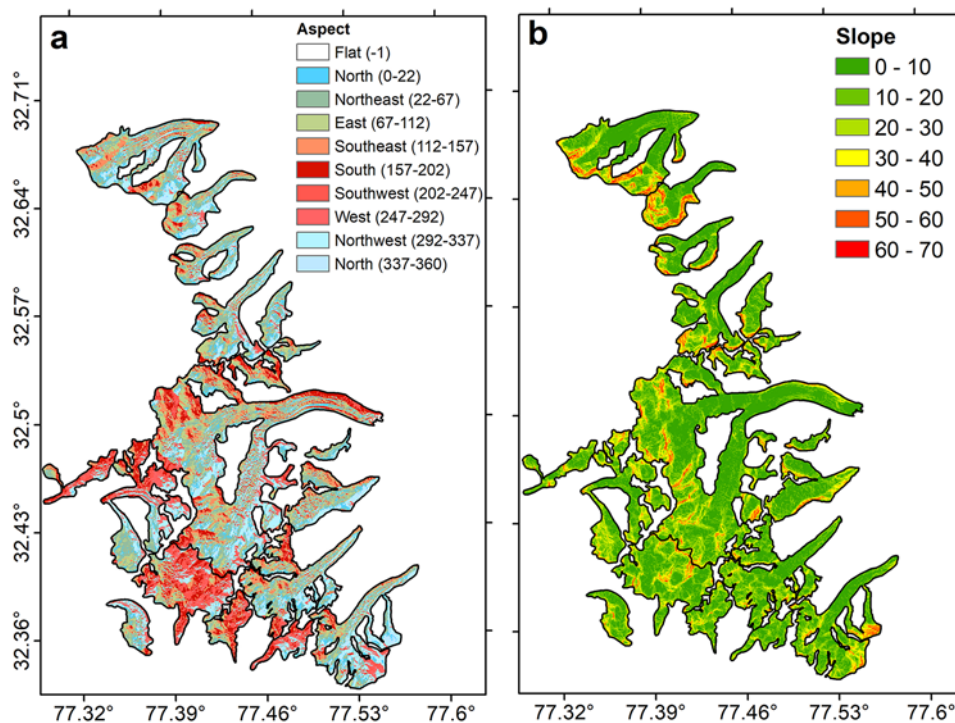 a
Aspect
Flat (-1)
North (0-22)
Northeast (22-67)
East (67-112)
Southeast (112-157)
South (157-202)
Southwest (202-247)
West (247-292)
Northwest (292-337)
North (337-360)
32.71°
32.64°
32.57°
32.5°
32.43°
32.36°
77.32°
77.39°
77.46°
77.53°
77.6°
b
Slope
0 - 10
10 - 20
20 - 30
30 - 40
40 - 50
50 - 60
60 - 70
77.32°
77.39°
77.46°
77.53°
77.6°